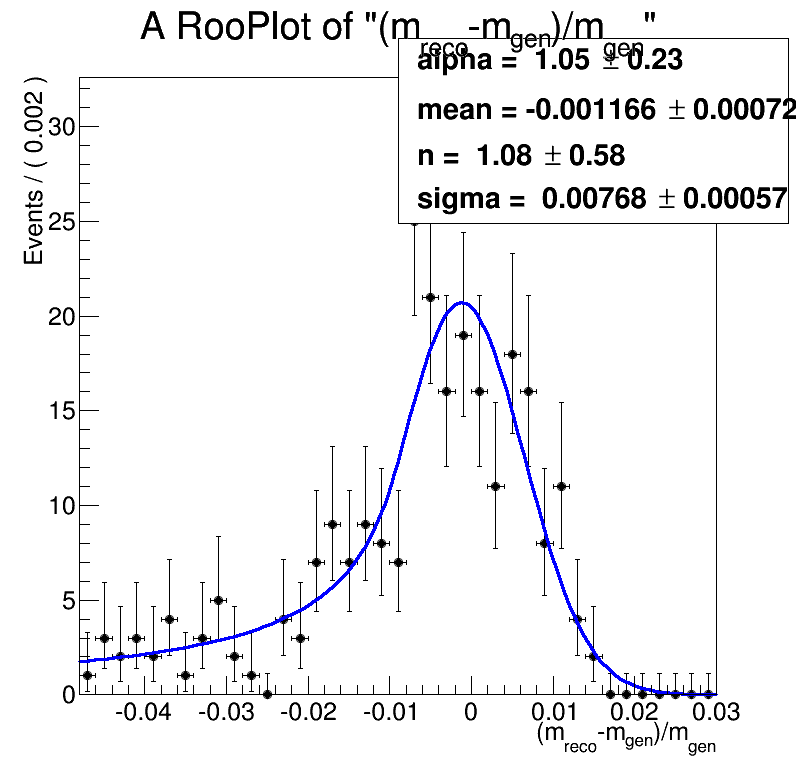 A RooPlot of "(m_reco-m_gen)/m_gen"
alpha = 1.05 ± 0.23
mean = -0.001166 ± 0.00072
n = 1.08 ± 0.58
sigma = 0.00768 ± 0.00057
Events / ( 0.002 )
30
25
20
15
10
5
0
-0.04 -0.03 -0.02 -0.01 0 0.01 0.02 0.03
(m_reco-m_gen)/m_gen